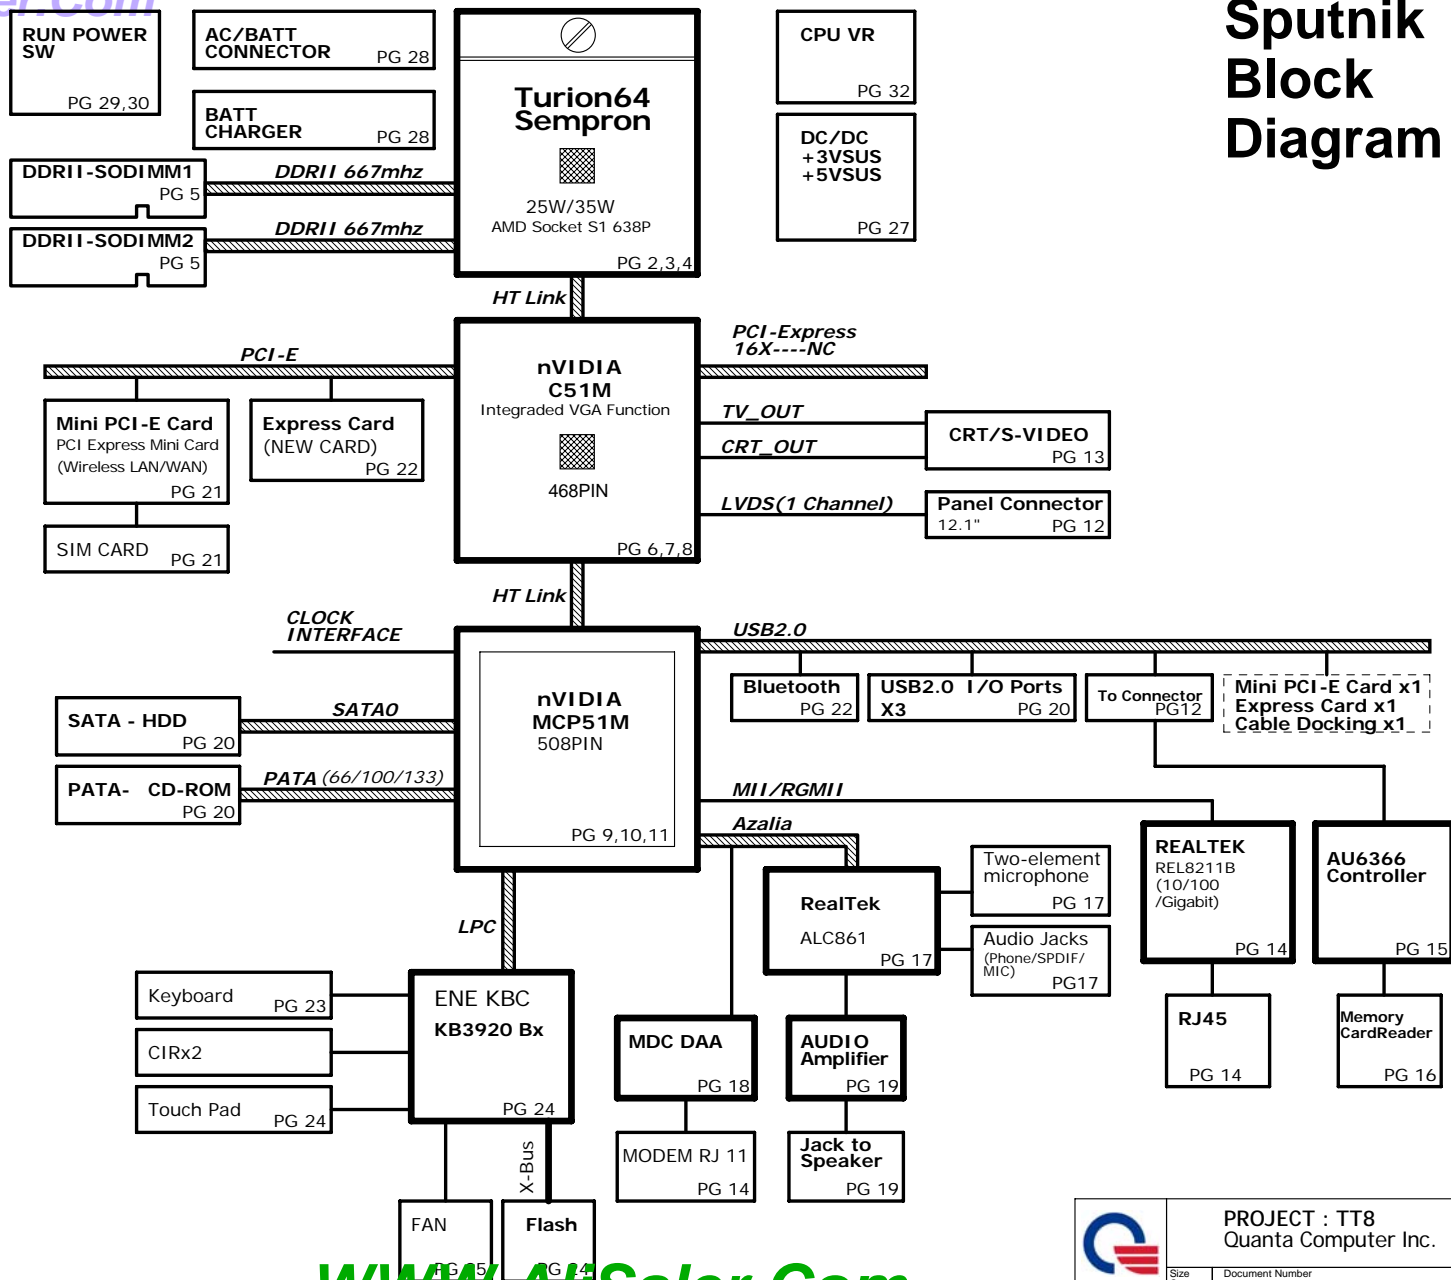 Sputnik
Block
Diagram
RUN POWER
SW
PG 29,30
AC/BATT
CONNECTOR
PG 28
BATT
CHARGER
PG 28
Turion64
Sempron
25W/35W
AMD Socket S1 638P
PG 2,3,4
CPU VR
PG 32
DC/DC
+3VSUS
+5VSUS
PG 27
DDRII-SODIMM1
PG 5
DDRII 667mhz
DDRII-SODIMM2
PG 5
DDRII 667mhz
HT Link
PCI-E
nVIDIA
C51M
Integraded VGA Function
468PIN
PG 6,7,8
PCI-Express
16X----NC
TV_OUT
CRT_OUT
CRT/S-VIDEO
PG 13
LVDS(1 Channel)
Panel Connector
12.1"
PG 12
Mini PCI-E Card
PCI Express Mini Card
(Wireless LAN/WAN)
PG 21
Express Card
(NEW CARD)
PG 22
SIM CARD
PG 21
HT Link
CLOCK
INTERFACE
nVIDIA
MCP51M
508PIN
PG 9,10,11
USB2.0
Bluetooth
PG 22
USB2.0 I/O Ports
X3
PG 20
To Connector
PG12
Mini PCI-E Card x1
Express Card x1
Cable Docking x1
SATA - HDD
PG 20
SATA0
PATA- CD-ROM
PG 20
PATA (66/100/133)
MII/RGMII
Azalia
REALTEK
REL8211B
(10/100
/Gigabit)
PG 14
AU6366
Controller
PG 15
RealTek
ALC861
PG 17
Two-element
microphone
PG 17
Audio Jacks
(Phone/SPDIF/
MIC)
PG17
LPC
ENE KBC
KB3920 Bx
PG 24
Keyboard
PG 23
CIRx2
Touch Pad
PG 24
MDC DAA
PG 18
AUDIO
Amplifier
PG 19
RJ45
PG 14
Memory
CardReader
PG 16
MODEM RJ 11
PG 14
Jack to
Speaker
PG 19
X-Bus
FAN
Flash
PROJECT : TT8
Quanta Computer Inc.
Size
Document Number